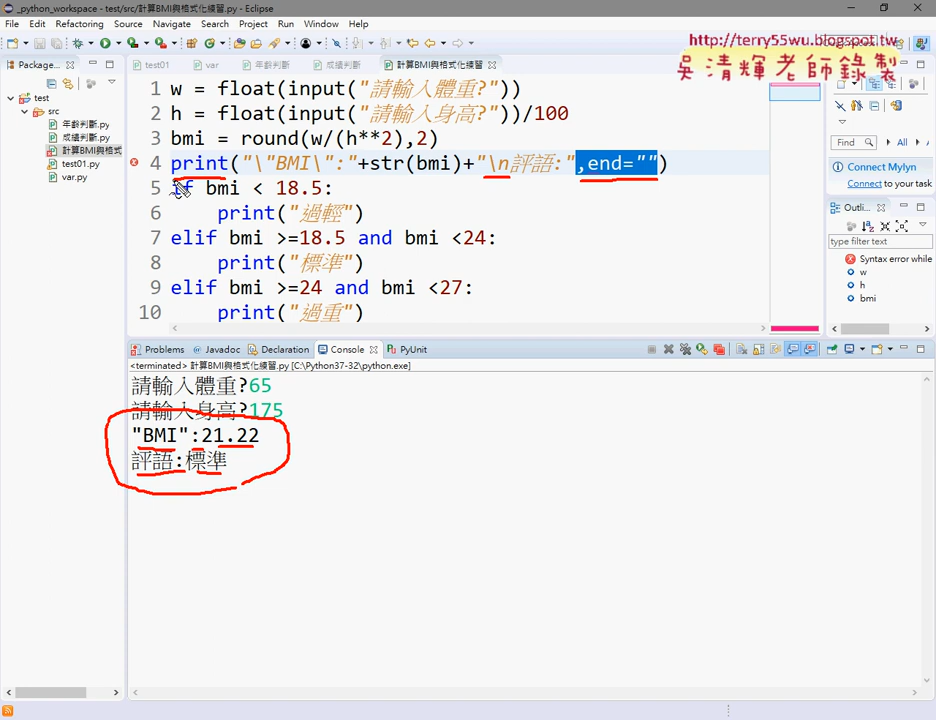 _python_workspace - test/src/計算BMI與格式化練習.py - Eclipse
File Edit Refactoring Source Navigate Search Project Run Window Help
http://terry55wu.blogspot.tw
吳清輝老師錄製
Package...
test01 var 年齡判斷 成績判斷 計算BMI與格式化練習
test
src
年齡判斷.py
成績判斷.py
計算BMI與格式化
test01.py
var.py
1 w = float(input("請輸入體重?"))
2 h = float(input("請輸入身高?"))/100
3 bmi = round(w/(h**2),2)
4 print("\"BMI\":"+str(bmi)+"\n評語:",end="")
5 if bmi < 18.5:
6 print("過輕")
7 elif bmi >=18.5 and bmi <24:
8 print("標準")
9 elif bmi >=24 and bmi <27:
10 print("過重")
Find All
Connect Mylyn
Connect to your task
Outli...
type filter text
Syntax error while
w
h
bmi
Problems Javadoc Declaration Console PyUnit
<terminated> 計算BMI與格式化練習.py [C:\Python37-32\python.exe]
請輸入體重?65
請輸入身高?175
"BMI":21.22
評語:標準